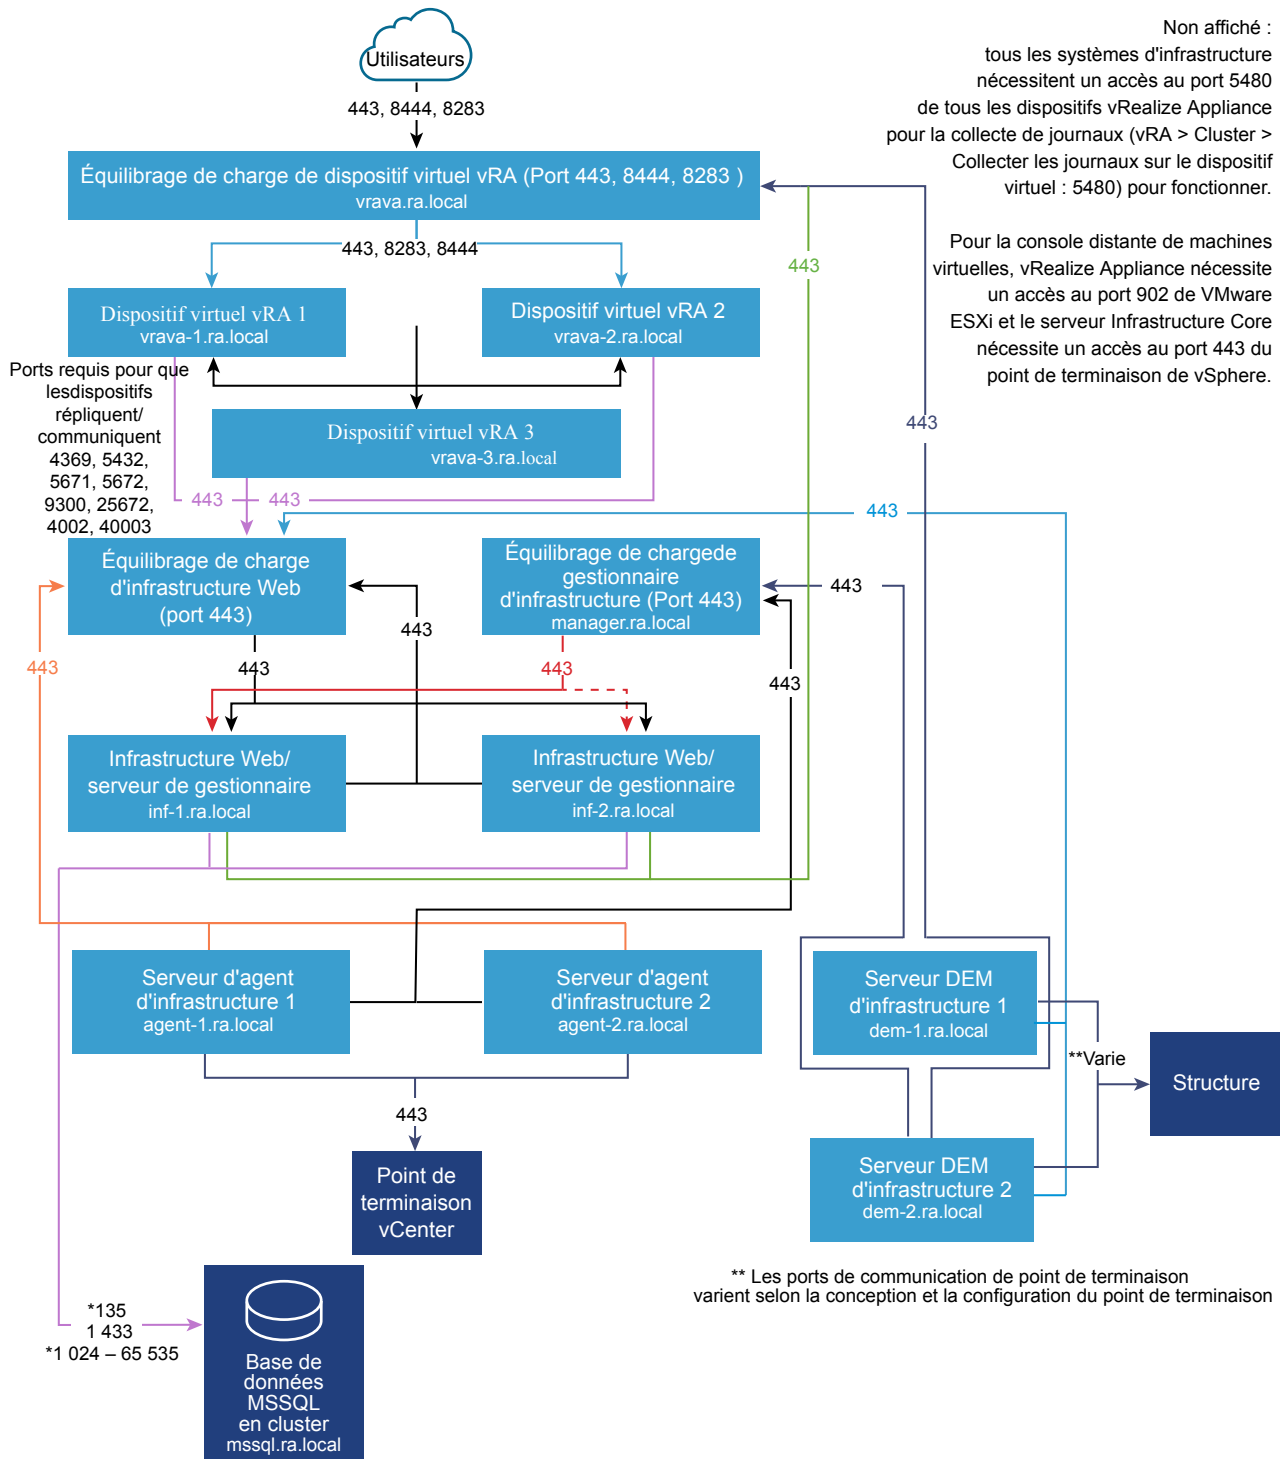 Utilisateurs
443, 8444, 8283
Non affiché :
tous les systèmes d'infrastructure
nécessitent un accès au port 5480
de tous les dispositifs vRealize Appliance
pour la collecte de journaux (vRA > Cluster >
Collecter les journaux sur le dispositif
virtuel : 5480) pour fonctionner.
Pour la console distante de machines
virtuelles, vRealize Appliance nécessite
un accès au port 902 de VMware
ESXi et le serveur Infrastructure Core
nécessite un accès au port 443 du
point de terminaison de vSphere.
Équilibrage de charge de dispositif virtuel vRA (Port 443, 8444, 8283 )
vrava.ra.local
443, 8283, 8444
443
Dispositif virtuel vRA 1
vrava-1.ra.local
Dispositif virtuel vRA 2
vrava-2.ra.local
Ports requis pour que
lesdispositifs
répliquent/
communiquent
4369, 5432,
5671, 5672,
9300, 25672,
4002, 40003
Dispositif virtuel vRA 3
vrava-3.ra.local
443
443
443
443
Équilibrage de charge
d'infrastructure Web
(port 443)
Équilibrage de chargede
gestionnaire
d'infrastructure (Port 443)
manager.ra.local
443
443
443
443
443
443
Infrastructure Web/
serveur de gestionnaire
inf-1.ra.local
Infrastructure Web/
serveur de gestionnaire
inf-2.ra.local
Serveur d'agent
d'infrastructure 1
agent-1.ra.local
Serveur d'agent
d'infrastructure 2
agent-2.ra.local
Serveur DEM
d'infrastructure 1
dem-1.ra.local
**Varie
Structure
443
Point de
terminaison
vCenter
Serveur DEM
d'infrastructure 2
dem-2.ra.local
** Les ports de communication de point de terminaison
varient selon la conception et la configuration du point de terminaison
*135
1 433
*1 024 – 65 535
Base de
données
MSSQL
en cluster
mssql.ra.local